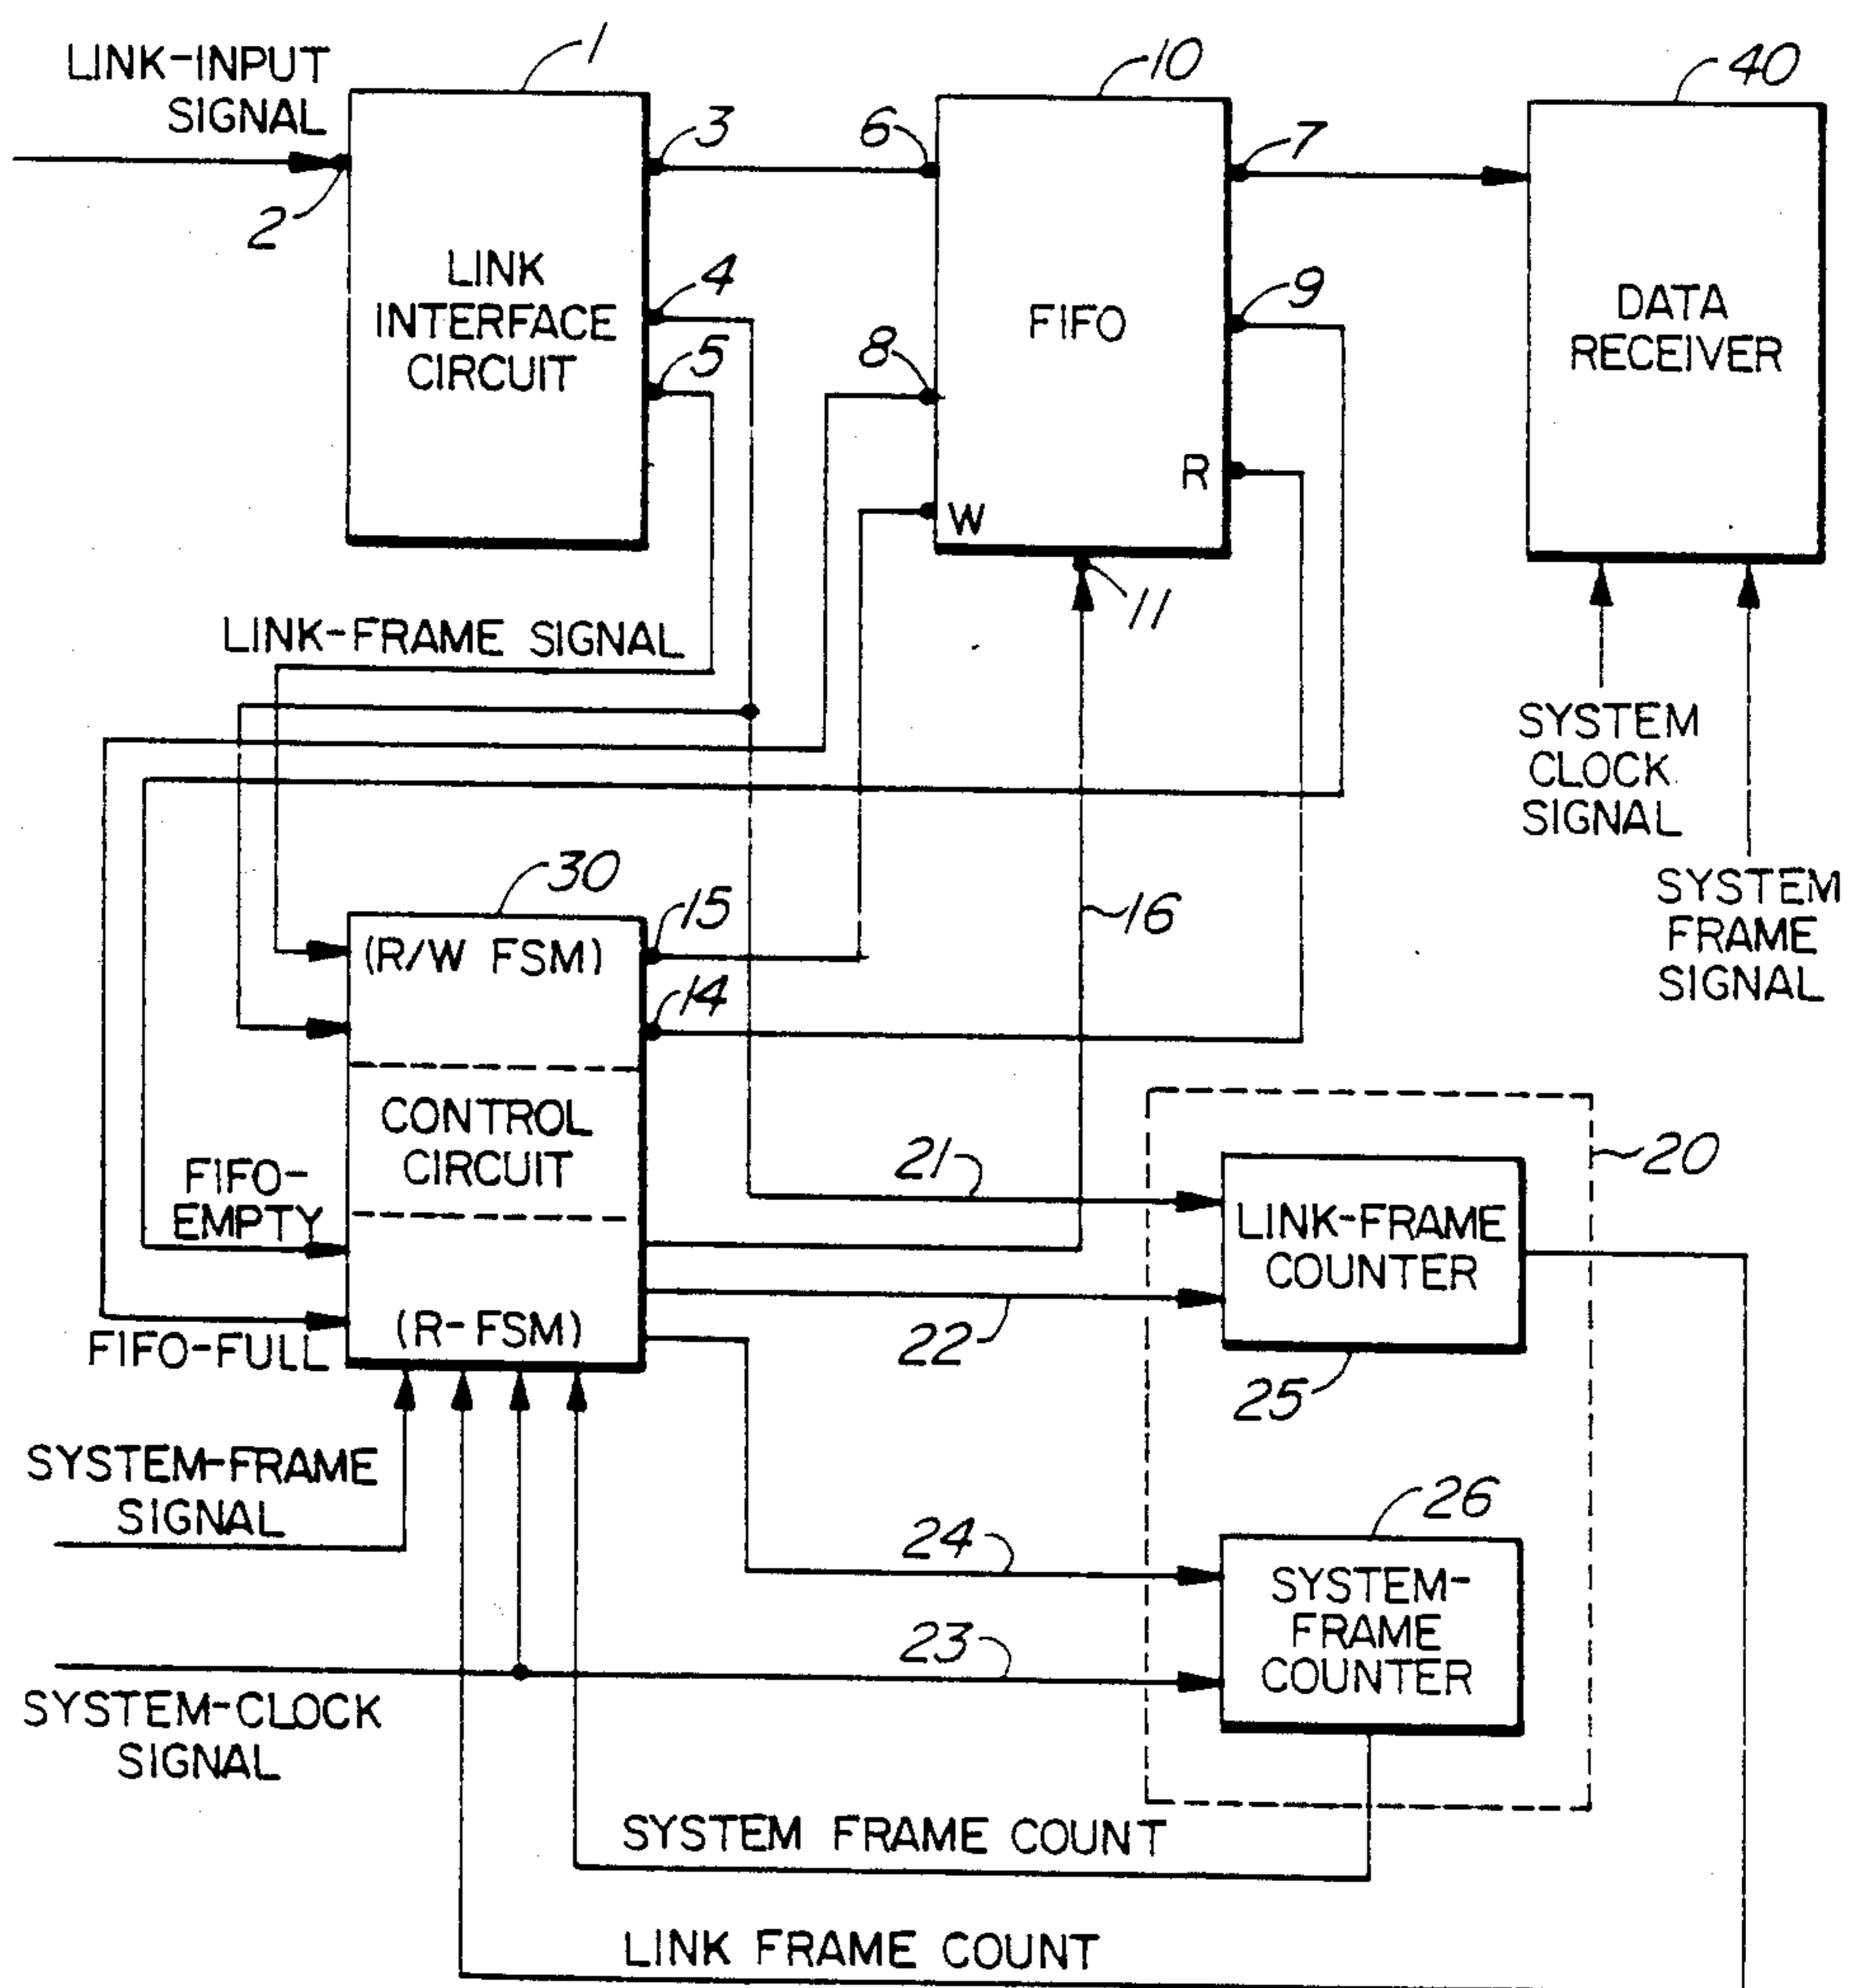 LINK-INPUT
SIGNAL
1
10
40
2
3
6
7
4
9
5
8
LINK
INTERFACE
CIRCUIT
FIFO
DATA
RECEIVER
R
W
11
LINK-FRAME SIGNAL
SYSTEM
CLOCK
SIGNAL
SYSTEM
FRAME
SIGNAL
30
15
16
(R/W FSM)
14
CONTROL
CIRCUIT
21
20
FIFO-
EMPTY
LINK-FRAME
COUNTER
(R-FSM)
FIFO-FULL
22
25
SYSTEM-FRAME
SIGNAL
26
24
SYSTEM-
FRAME
COUNTER
23
SYSTEM-CLOCK
SIGNAL
SYSTEM FRAME COUNT
LINK FRAME COUNT